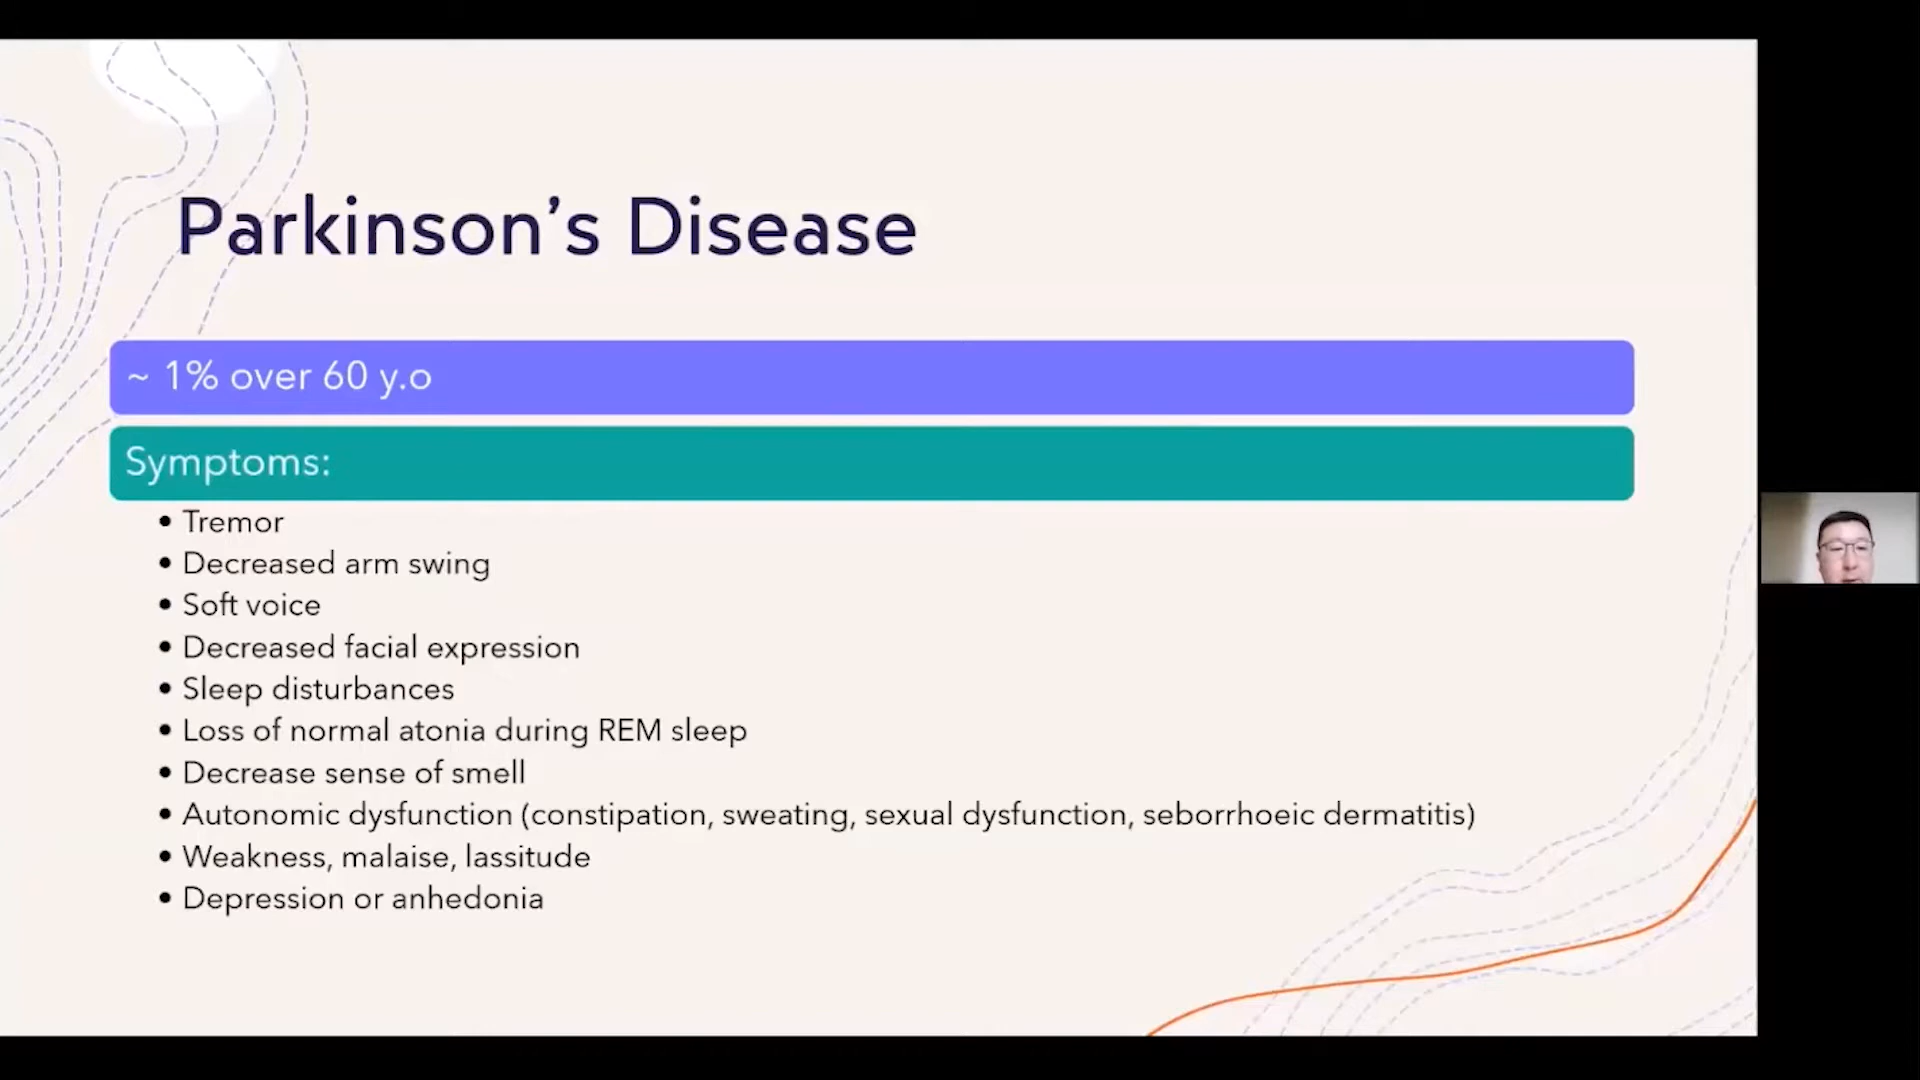 Parkinson’s Disease
~ 1% over 60 y.o
Symptoms:
• Tremor
• Decreased arm swing
• Soft voice
• Decreased facial expression
• Sleep disturbances
• Loss of normal atonia during REM sleep
• Decrease sense of smell
• Autonomic dysfunction (constipation, sweating, sexual dysfunction, seborrhoeic dermatitis)
• Weakness, malaise, lassitude
• Depression or anhedonia